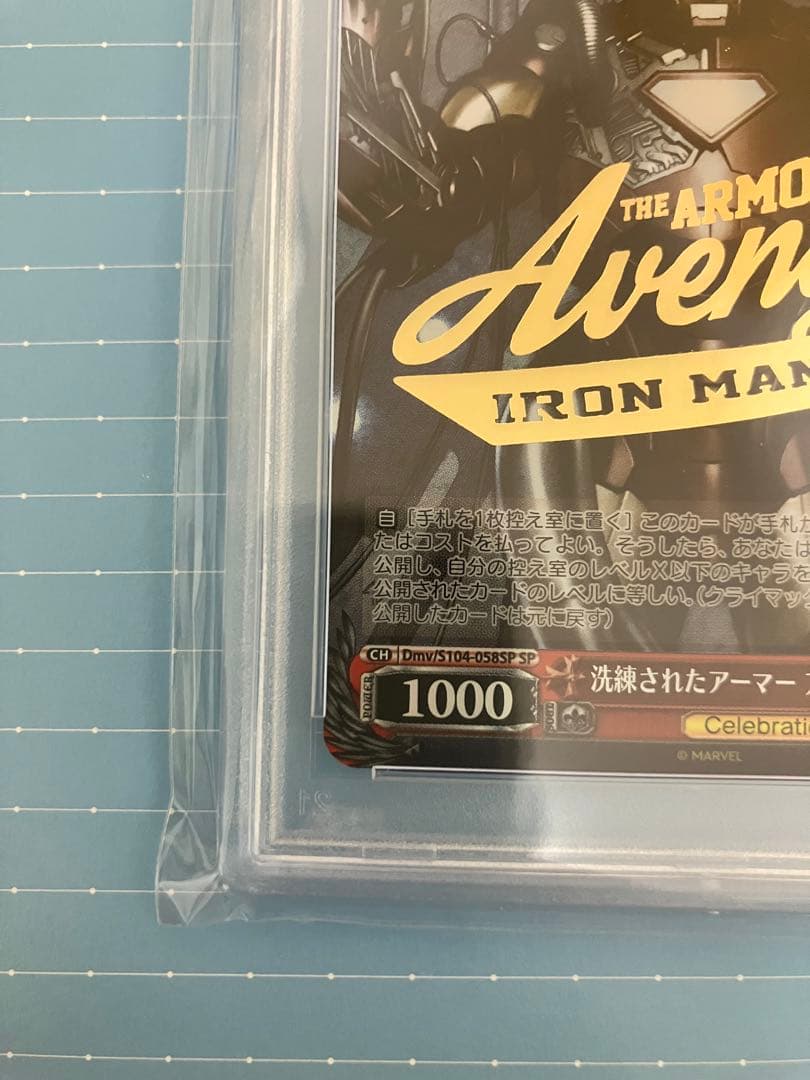 THE ARMO
Aven
IRON MAN
自［手札を1枚控え室に置く］このカードが手札
たはコストを払ってよい。そうしたら、あなたは
公開し、自分の控え室のレベルX以下のキャラを
公開されたカードのレベルに等しい。（クライマック
公開したカードは元に戻す）
CH Dmv/S104-058SP SP
POWER 1000
洗練されたアーマー
SOUL
Celebratio
© MARVEL
21